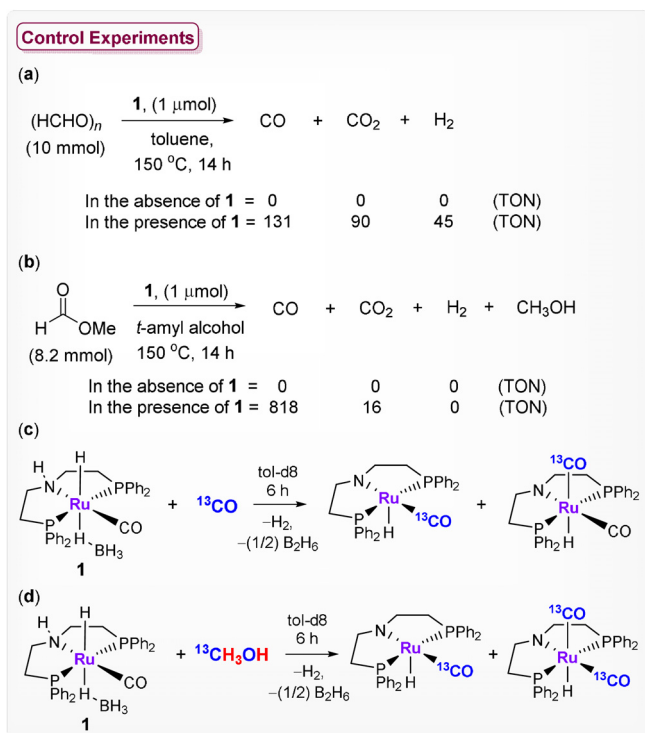 Control Experiments
(a)
(HCHO)n
(10 mmol)
1, (1 μmol)
toluene,
150 °C, 14 h
CO + CO2 + H2
In the absence of 1 = 0 0 0 (TON)
In the presence of 1 = 131 90 45 (TON)
(b)
O
H OMe
(8.2 mmol)
1, (1 μmol)
t-amyl alcohol
150 °C, 14 h
CO + CO2 + H2 + CH3OH
In the absence of 1 = 0 0 0 (TON)
In the presence of 1 = 818 16 0 (TON)
(c)
H H
N PPh2
Ru
P CO
Ph2 H BH3
1
+ 13CO
tol-d8
6 h
−H2,
−(1/2) B2H6
N PPh2
Ru
P 13CO
Ph2 H
+
13CO
N PPh2
Ru
P CO
Ph2 H
(d)
H H
N PPh2
Ru
P CO
Ph2 H BH3
1
+ 13CH3OH
tol-d8
6 h
−H2,
−(1/2) B2H6
N PPh2
Ru
P 13CO
Ph2 H
+
13CO
N PPh2
Ru
P 13CO
Ph2 H